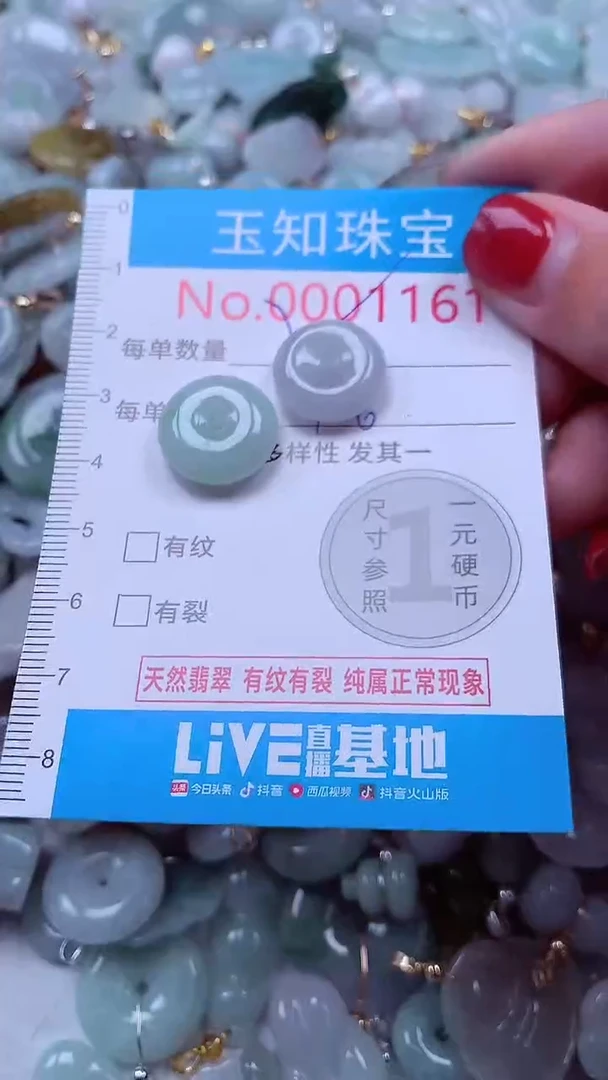 0
玉知珠宝
1
No.0001161
2
每单数量
3
每单
样性 发其一
4
尺寸参照
1
一元硬币
5
有纹
6
有裂
7
天然翡翠 有纹有裂 纯属正常现象
8
LiVE直播基地
头条 今日头条 抖音 西瓜视频 抖音火山版